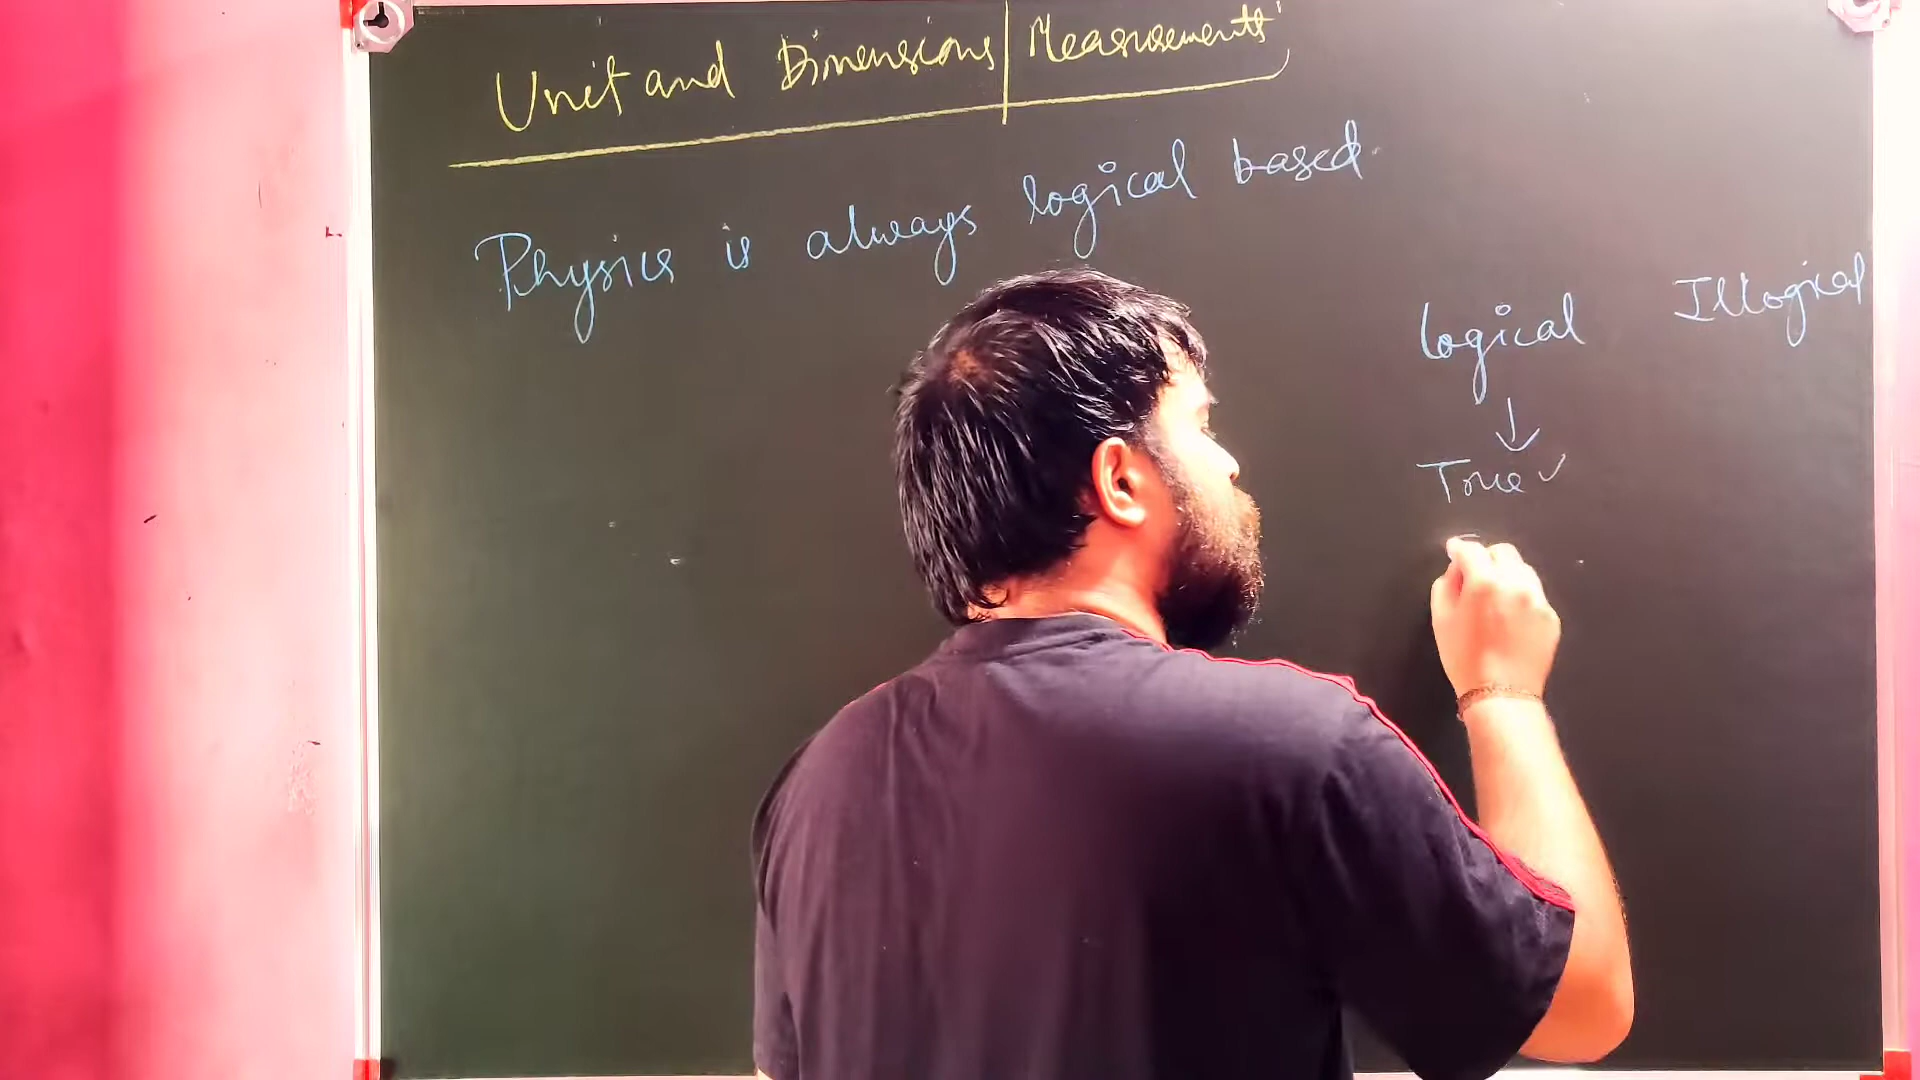 Unit and Dimensions | Measurements
Physics is always logical based.
logical Illogical
↓
True ✓